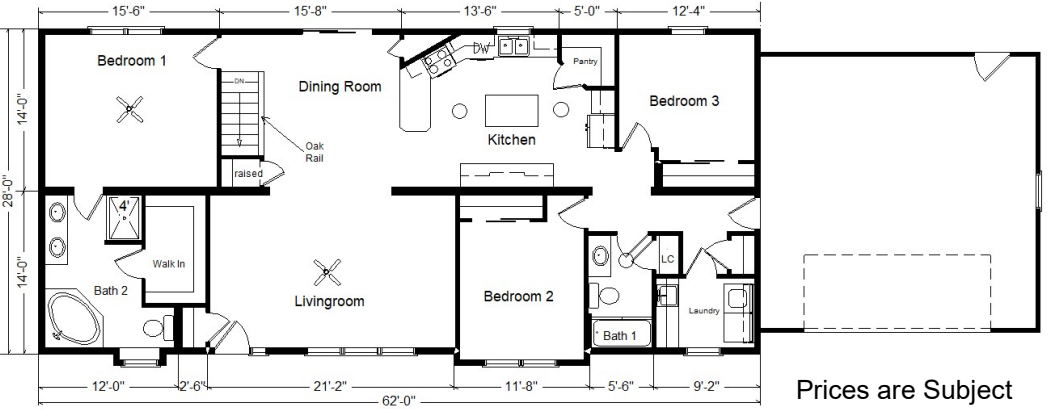 15'-6"
15'-8"
13'-6"
5'-0"
12'-4"
Bedroom 1
DW
Pantry
DN
Dining Room
Bedroom 3
14'-0"
Kitchen
Oak
Rail
raised
28'-0"
4'
Walk In
LC
14'-0"
Bath 2
Livingroom
Bedroom 2
Laundry
Bath 1
12'-0"
2'-6"
21'-2"
11'-8"
5'-6"
9'-2"
62'-0"
Prices are Subject